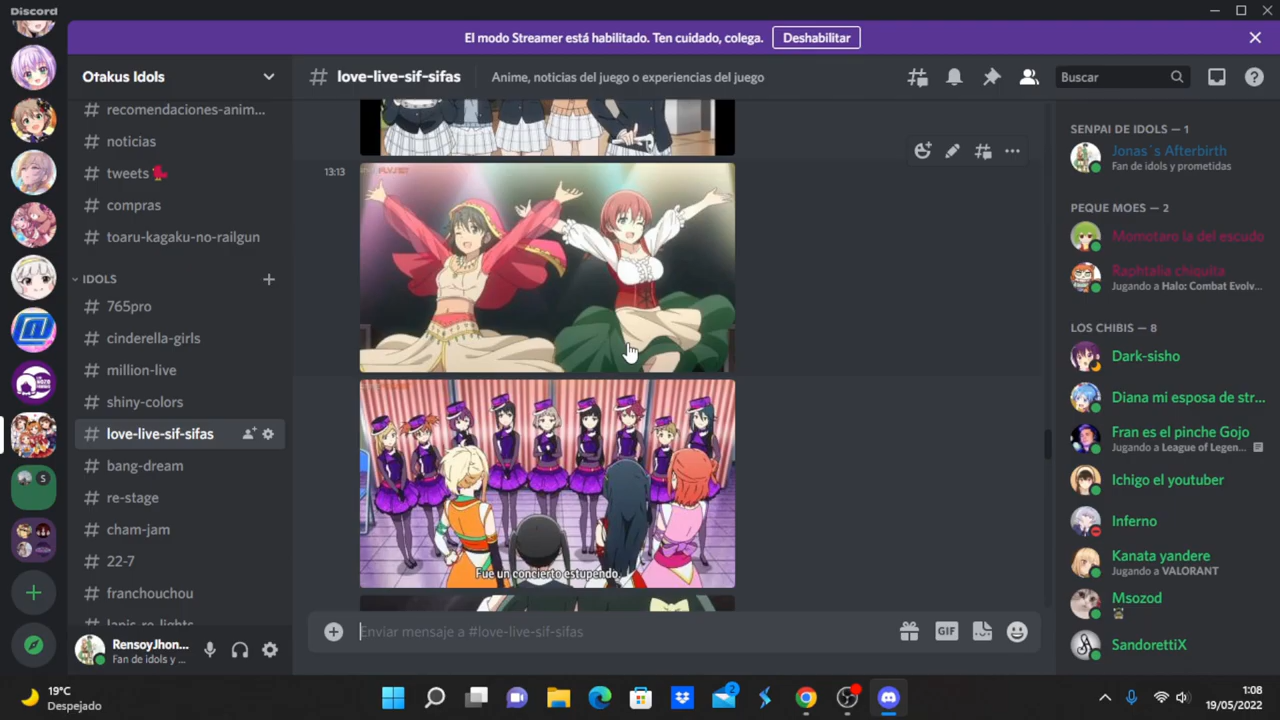 Discord
El modo Streamer está habilitado. Ten cuidado, colega.
Deshabilitar
Otakus Idols
love-live-sif-sifas
Anime, noticias del juego o experiencias del juego
Buscar
# recomendaciones-anim...
# noticias
# tweets
# compras
# toaru-kagaku-no-railgun
IDOLS
# 765pro
# cinderella-girls
# million-live
# shiny-colors
# love-live-sif-sifas
# bang-dream
# re-stage
# cham-jam
# 22-7
# franchouchou
# lapis-re-lights
RensoyJhon...
Fan de idols y ...
13:13
Fue un concierto estupendo.
Enviar mensaje a #love-live-sif-sifas
GIF
SENPAI DE IDOLS — 1
Jonas`s Afterbirth
Fan de idols y prometidas
PEQUE MOES — 2
Momotaro la del escudo
Raphtalia chiquita
Jugando a Halo: Combat Evolv...
LOS CHIBIS — 8
Dark-sisho
Diana mi esposa de str...
Fran es el pinche Gojo
Jugando a League of Legen...
Ichigo el youtuber
Inferno
Kanata yandere
Jugando a VALORANT
Msozod
SandorettiX
S
19°C
Despejado
2
1:08
19/05/2022